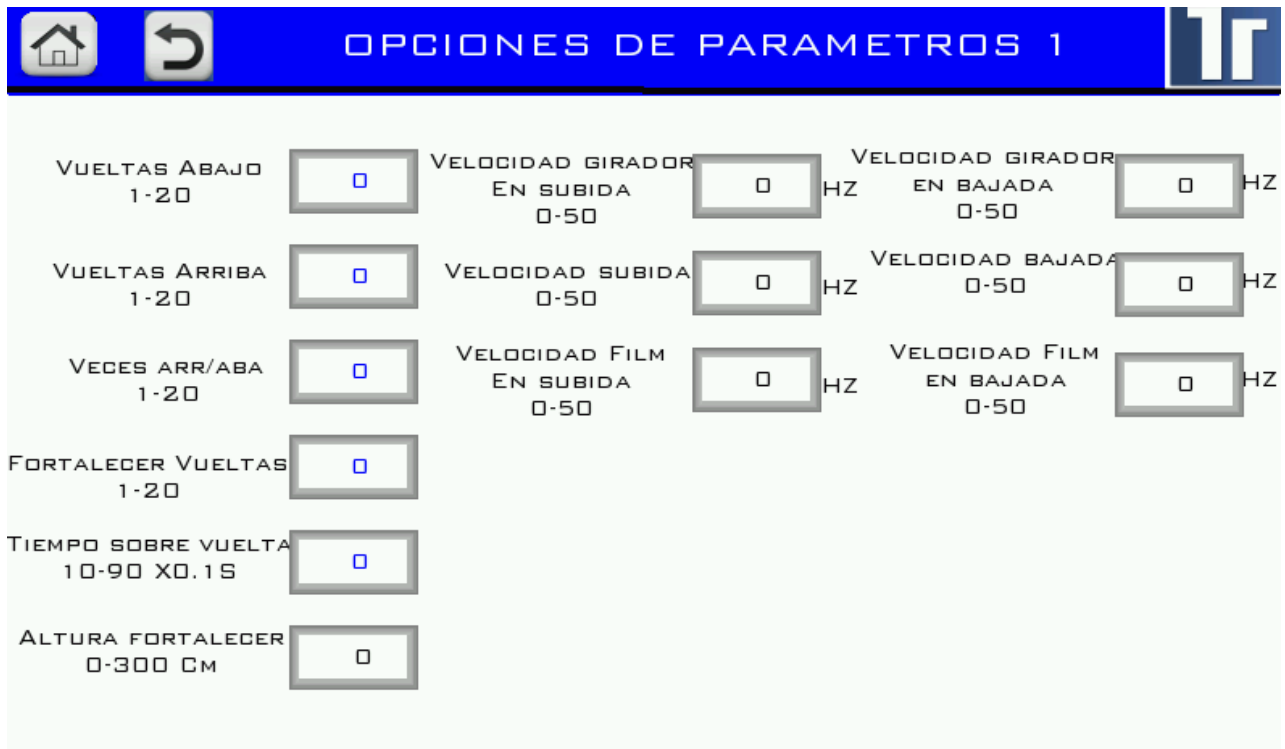 OPCIONES DE PARAMETROS 1
VUELTAS ABAJO
1-20
0
VUELTAS ARRIBA
1-20
0
VECES ARR/ABA
1-20
0
FORTALECER VUELTAS
1-20
0
TIEMPO SOBRE VUELTA
10-90 X0.1S
0
ALTURA FORTALECER
0-300 CM
0
VELOCIDAD GIRADOR
EN SUBIDA
0-50
0 HZ
VELOCIDAD SUBIDA
0-50
0 HZ
VELOCIDAD FILM
EN SUBIDA
0-50
0 HZ
VELOCIDAD GIRADOR
EN BAJADA
0-50
0 HZ
VELOCIDAD BAJADA
0-50
0 HZ
VELOCIDAD FILM
EN BAJADA
0-50
0 HZ